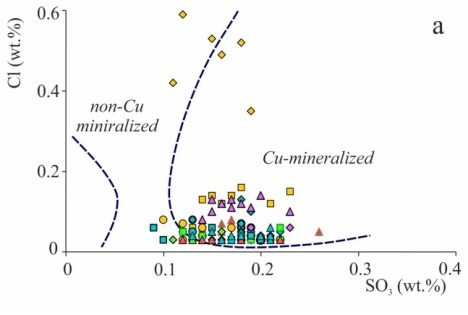 a
Cl (wt.%)
0.6
0.4
0.2
0
non-Cu
miniralized
Cu-mineralized
0 0.1 0.2 0.3 0.4
SO₃ (wt.%)